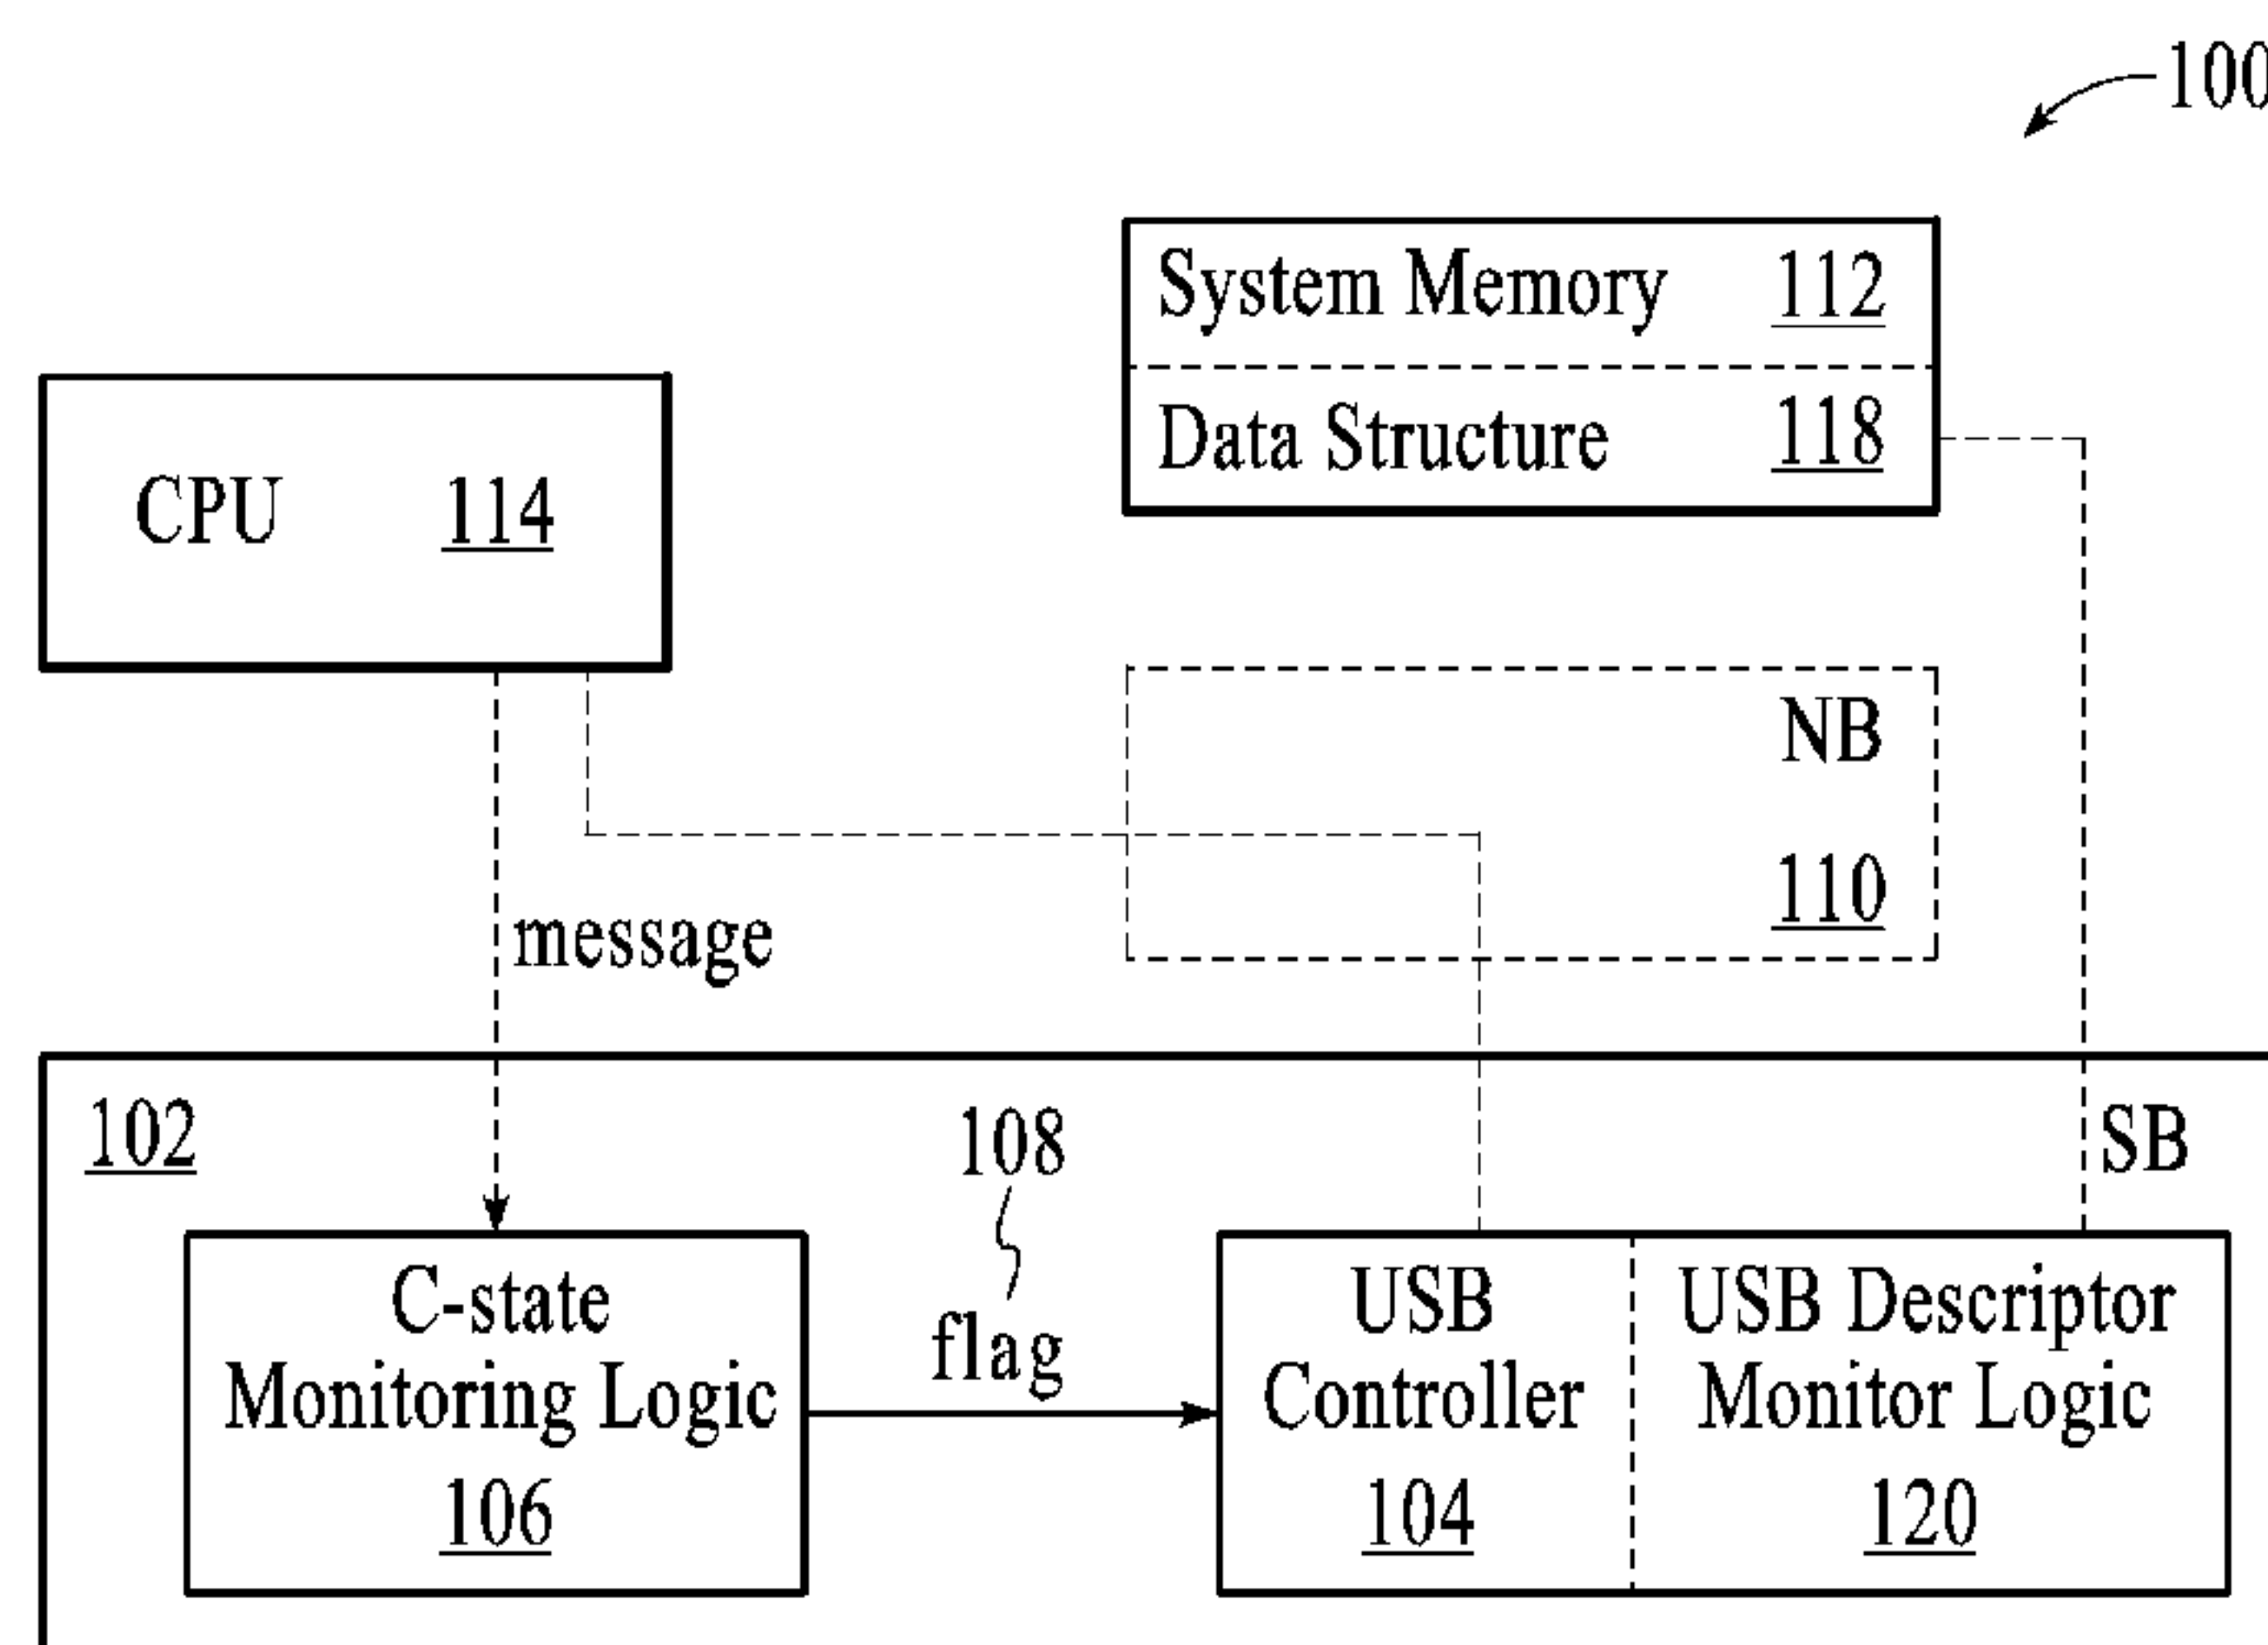 100
System Memory 112
Data Structure 118
CPU 114
NB
110
message
102
108
SB
C-state
Monitoring Logic
106
flag
USB
Controller
104
USB Descriptor
Monitor Logic
120